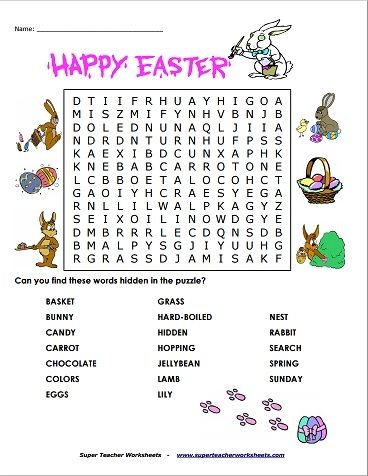 Name:
HAPPY EASTER
D T I I F R H U A Y H I G O A
M I S Z M I F Y N H V B N J B
D O L E D N U N A Q L J I I A
N D R D N T U R N H U F P S S
K A E X I B D C U N X A P H K
K N E B A B C A R R O T O N E
L C B B O E T A L O C O H C T
G A O I Y H C R A E S Y E G A
R N L L I L W A L P K A G Y Z
S E I X O I L I N O W D G Y E
D M B R R R L E C D Q N S D B
B M A L P Y S G J I Y U U H G
R G R A S S D J A M I S A K F
Can you find these words hidden in the puzzle?
BASKET GRASS
BUNNY HARD-BOILED NEST
CANDY HIDDEN RABBIT
CARROT HOPPING SEARCH
CHOCOLATE JELLYBEAN SPRING
COLORS LAMB SUNDAY
EGGS LILY
Super Teacher Worksheets - www.superteacherworksheets.com